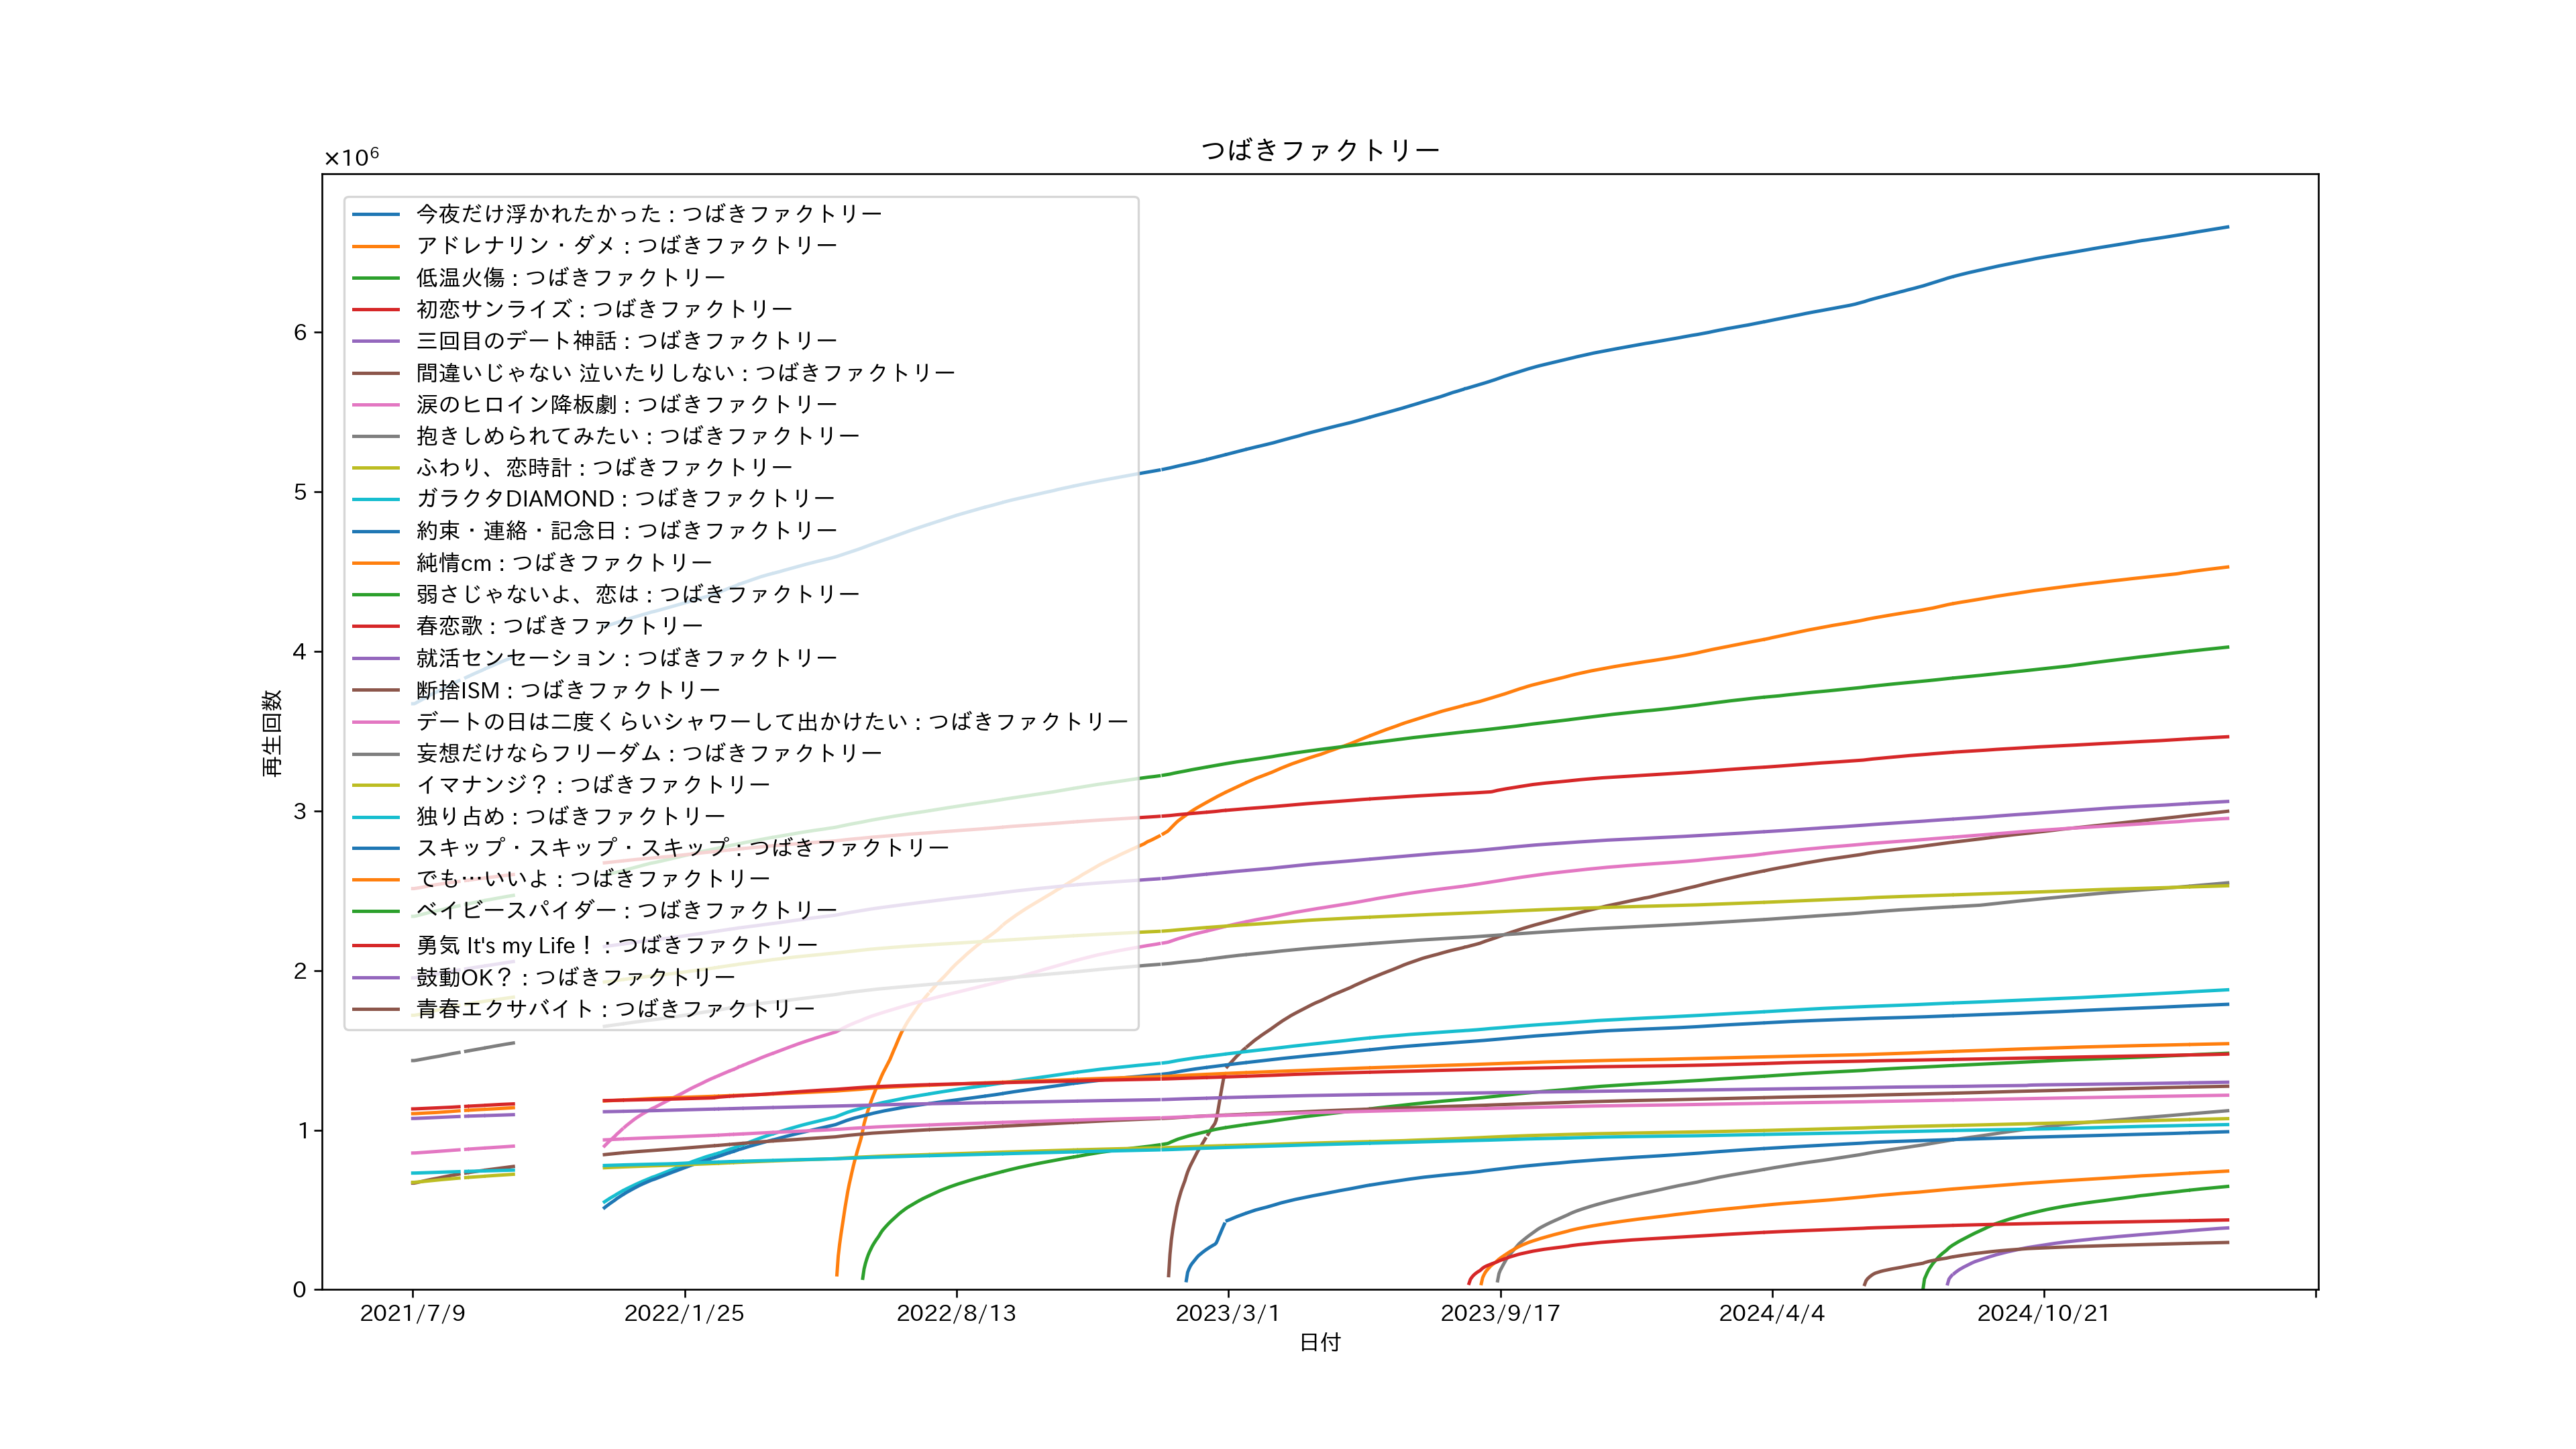 つばきファクトリー
×10⁶
今夜だけ浮かれたかった : つばきファクトリー
アドレナリン・ダメ : つばきファクトリー
低温火傷 : つばきファクトリー
初恋サンライズ : つばきファクトリー
三回目のデート神話 : つばきファクトリー
間違いじゃない 泣いたりしない : つばきファクトリー
涙のヒロイン降板劇 : つばきファクトリー
抱きしめられてみたい : つばきファクトリー
ふわり、恋時計 : つばきファクトリー
ガラクタDIAMOND : つばきファクトリー
約束・連絡・記念日 : つばきファクトリー
純情cm : つばきファクトリー
弱さじゃないよ、恋は : つばきファクトリー
春恋歌 : つばきファクトリー
就活センセーション : つばきファクトリー
断捨ISM : つばきファクトリー
デートの日は二度くらいシャワーして出かけたい : つばきファクトリー
妄想だけならフリーダム : つばきファクトリー
イマナンジ？ : つばきファクトリー
独り占め : つばきファクトリー
スキップ・スキップ・スキップ : つばきファクトリー
でも…いいよ : つばきファクトリー
ベイビースパイダー : つばきファクトリー
勇気 It's my Life！ : つばきファクトリー
鼓動OK？ : つばきファクトリー
青春エクサバイト : つばきファクトリー
6
5
4
3
2
1
0
再生回数
2021/7/9
2022/1/25
2022/8/13
2023/3/1
2023/9/17
2024/4/4
2024/10/21
日付